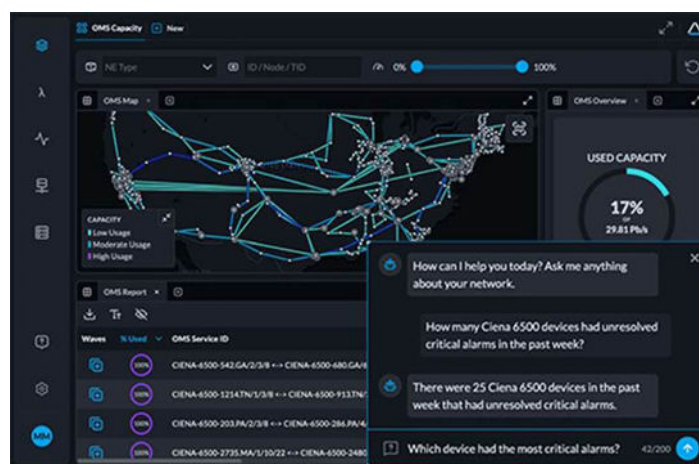 OMS Capacity New
NE Type
ID/Node/TID
0% 100%
OMS Map
OMS Overview
CAPACITY
Low Usage
Moderate Usage
High Usage
USED CAPACITY
17%
OF
29.81 Pb/s
OMS Report
Tт
Waves % Used OMS Service ID
100% CIENA-6500-542.GA/2/3/8 <-> CIENA-6500-680.GA/6
100% CIENA-6500-1214.TN/1/3/8 <-> CIENA-6500-913.TN/
100% CIENA-6500-203.PA/2/3/8 <-> CIENA-6500-286.PA/4/
100% CIENA-6500-2735.MA/1/10/22 <-> CIENA-6500-2480
How can I help you today? Ask me anything
about your network.
How many Ciena 6500 devices had unresolved
critical alarms in the past week?
There were 25 Ciena 6500 devices in the past
week that had unresolved critical alarms.
Which device had the most critical alarms? 42/200
MM